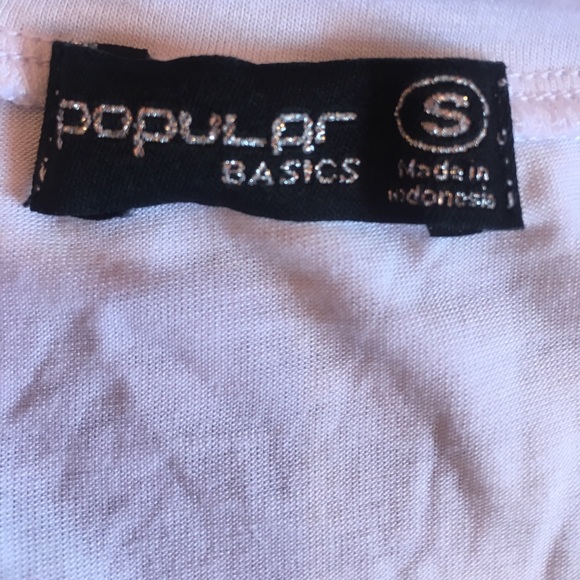 popular
BASICS
S
Made in
indonesia